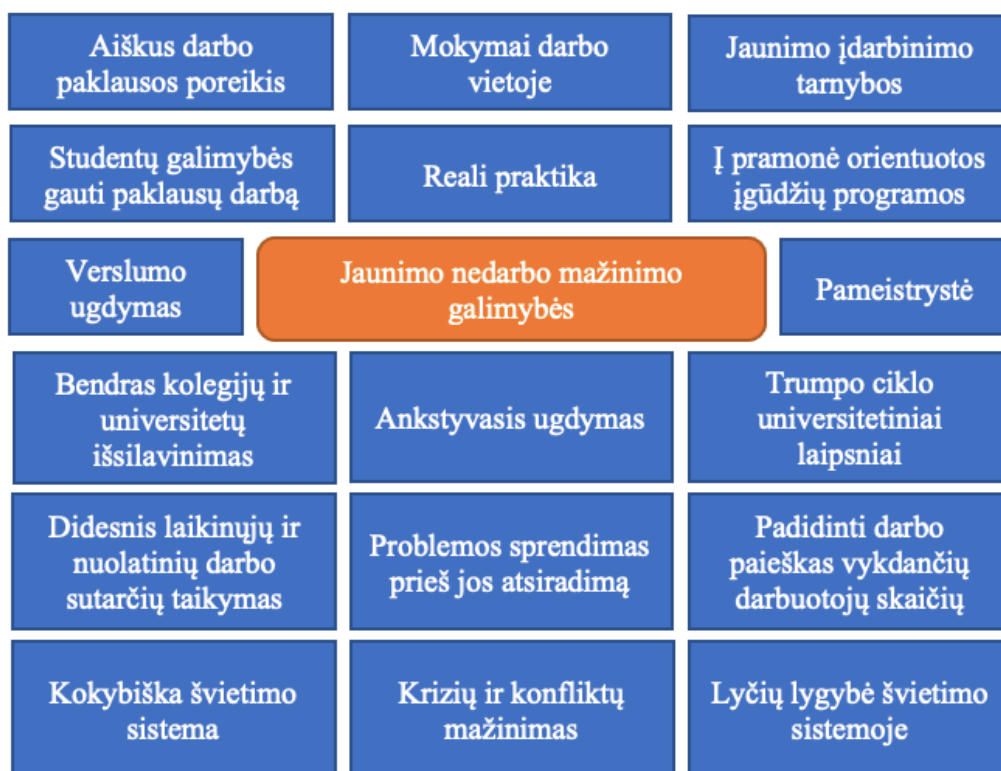 Aiškus darbo
paklausos poreikis
Mokymai darbo
vietoje
Jaunimo įdarbinimo
tarnybos
Studentų galimybės
gauti paklausų darbą
Reali praktika
Į pramonė orientuotos
įgūdžių programos
Verslumo
ugdymas
Jaunimo nedarbo mažinimo
galimybės
Pameistrystė
Bendras kolegijų ir
universitetų
išsilavinimas
Ankstyvasis ugdymas
Trumpo ciklo
universitetiniai
laipsniai
Didesnis laikinųjų ir
nuolatinių darbo
sutarčių taikymas
Problemos sprendimas
prieš jos atsiradimą
Padidinti darbo
paieškas vykdančių
darbuotojų skaičių
Kokybiška švietimo
sistema
Krizių ir konfliktų
mažinimas
Lyčių lygybė švietimo
sistemoje